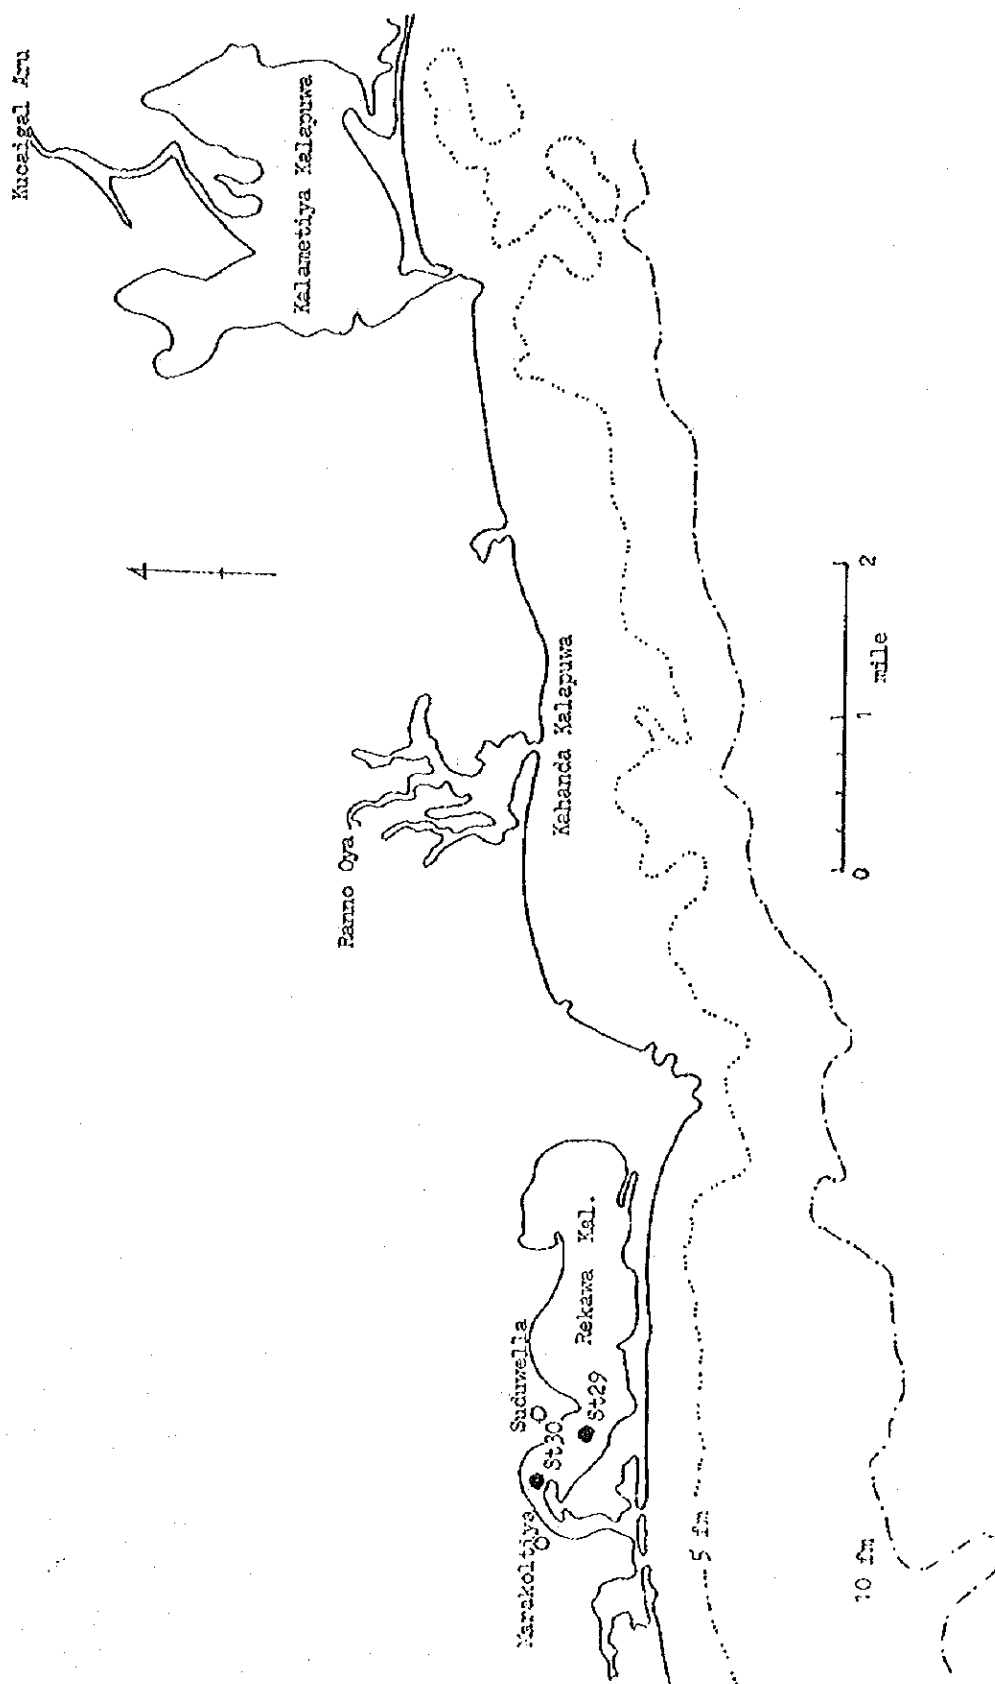 Kucaigal Aru
Kalametiya Kalapuwa
Ranno Oya
Kahanda Kalapuwa
Marakoltiya
Suduwella
St30
St29
Rekawa Kal.
5 fm
10 fm
0
1
2
mile